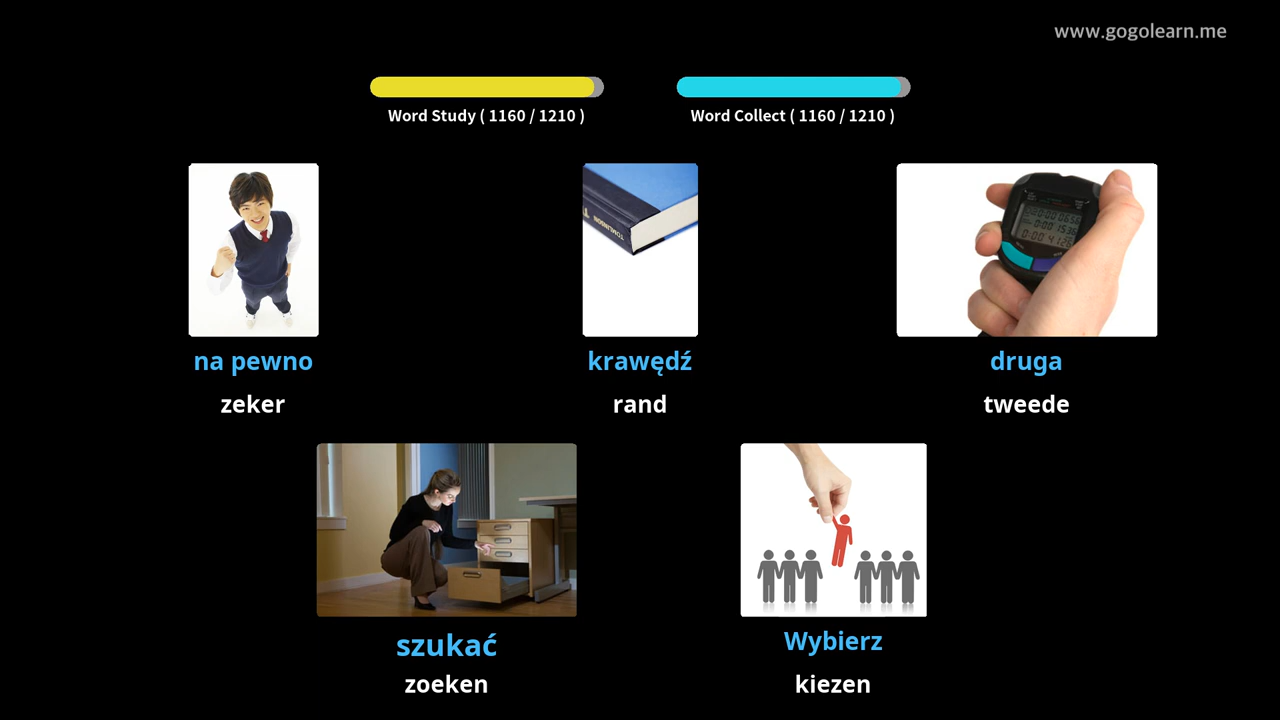 www.gogolearn.me
Word Study ( 1160 / 1210 )
Word Collect ( 1160 / 1210 )
TOMLINSON
na pewno
krawędź
druga
zeker
rand
tweede
szukać
Wybierz
zoeken
kiezen